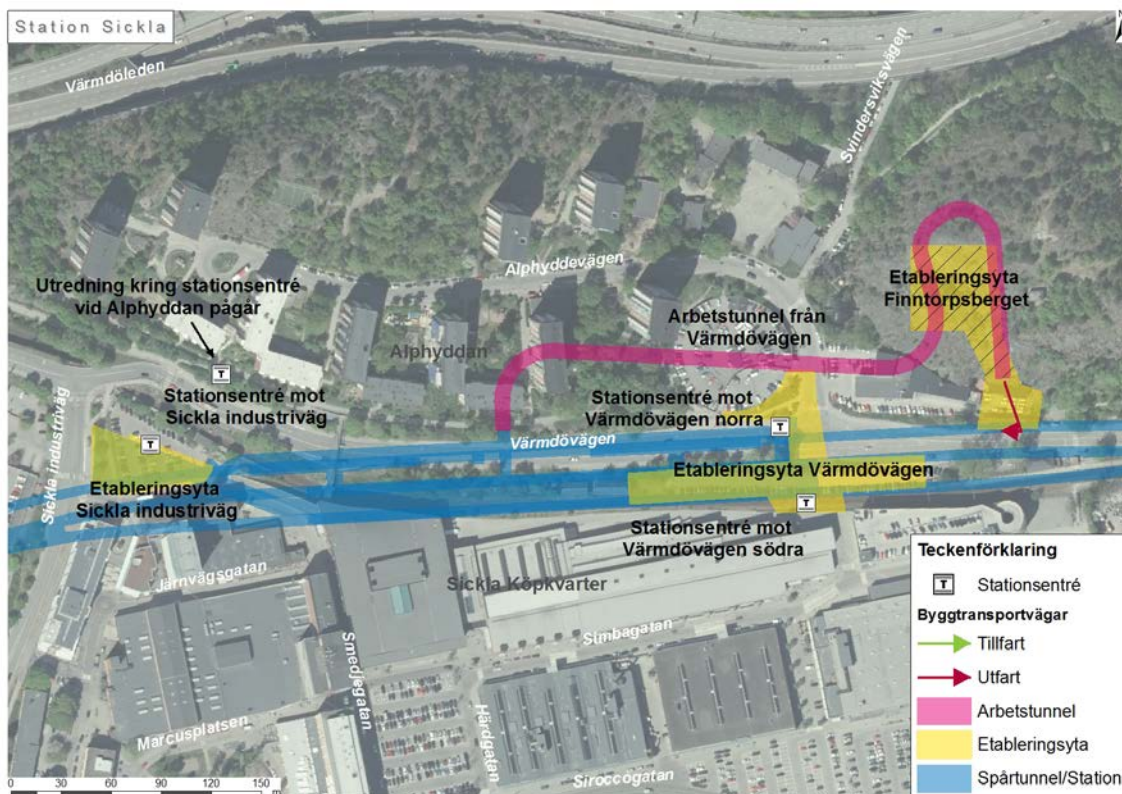 Station Sickla
N
Värmdöleden
Svindersviksvägen
Alphyddevägen
Utredning kring stationsentré
vid Alphyddan pågår
Etableringsyta
Finntorpsberget
Arbetstunnel från
Värmdövägen
Alphyddan
T
Stationsentré mot
Sickla industriväg
Stationsentré mot
Värmdövägen norra
T
Värmdövägen
T
Sickla industriväg
Etableringsyta
Sickla industriväg
Etableringsyta Värmdövägen
T
Stationsentré mot
Värmdövägen södra
Järnvägsgatan
Sickla Köpkvarter
Simbagatan
Smedjegatan
Marcusplatsen
Härdgatan
Siroccogatan
0 30 60 90 120 150
m
Teckenförklaring
T Stationsentré
Byggtransportvägar
Tillfart
Utfart
Arbetstunnel
Etableringsyta
Spårtunnel/Station